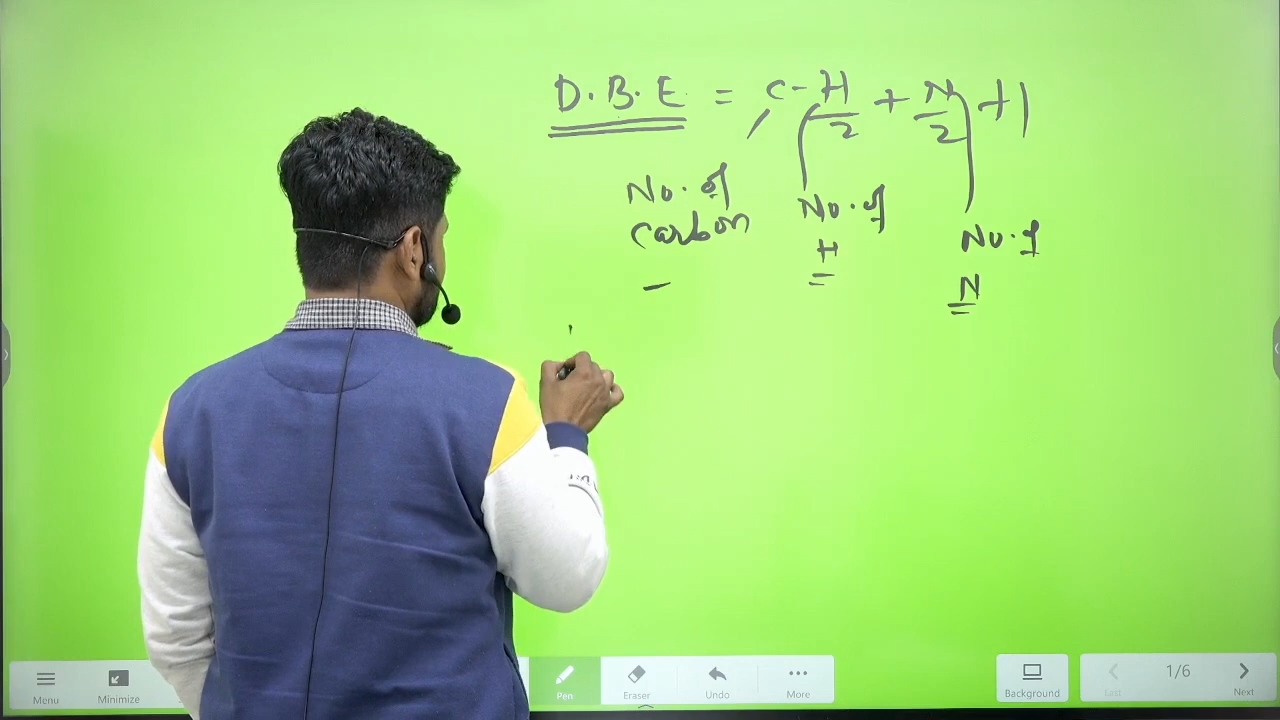 D.B.E. = C - H/2 + N/2 + 1
No. of carbon
No. of H
No. of N
Menu
Minimize
Pen
Eraser
Undo
More
Background
Last
1/6
Next